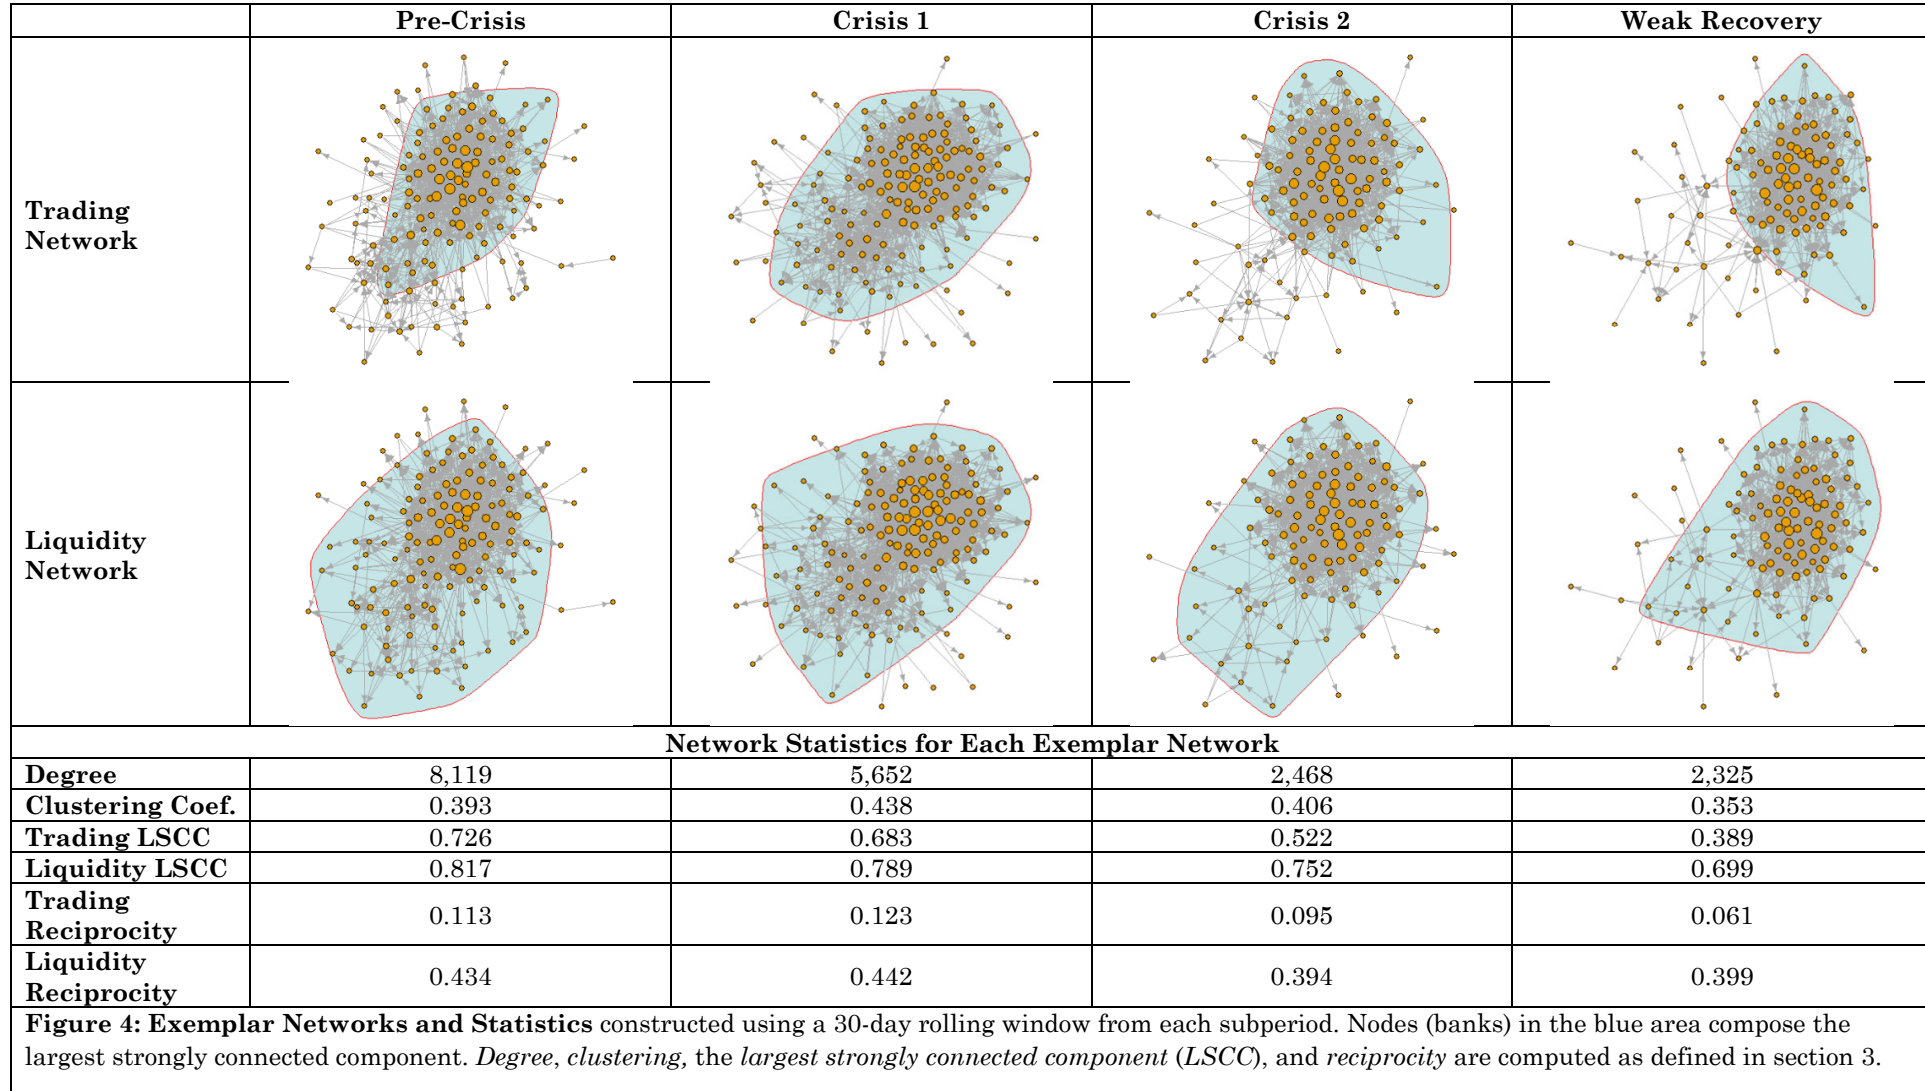 Pre-Crisis Crisis 1 Crisis 2 Weak Recovery
Trading
Network
Liquidity
Network
Network Statistics for Each Exemplar Network
Degree 8,119 5,652 2,468 2,325
Clustering Coef. 0.393 0.438 0.406 0.353
Trading LSCC 0.726 0.683 0.522 0.389
Liquidity LSCC 0.817 0.789 0.752 0.699
Trading
Reciprocity 0.113 0.123 0.095 0.061
Liquidity
Reciprocity 0.434 0.442 0.394 0.399
Figure 4: Exemplar Networks and Statistics constructed using a 30-day rolling window from each subperiod. Nodes (banks) in the blue area compose the
largest strongly connected component. Degree, clustering, the largest strongly connected component (LSCC), and reciprocity are computed as defined in section 3.